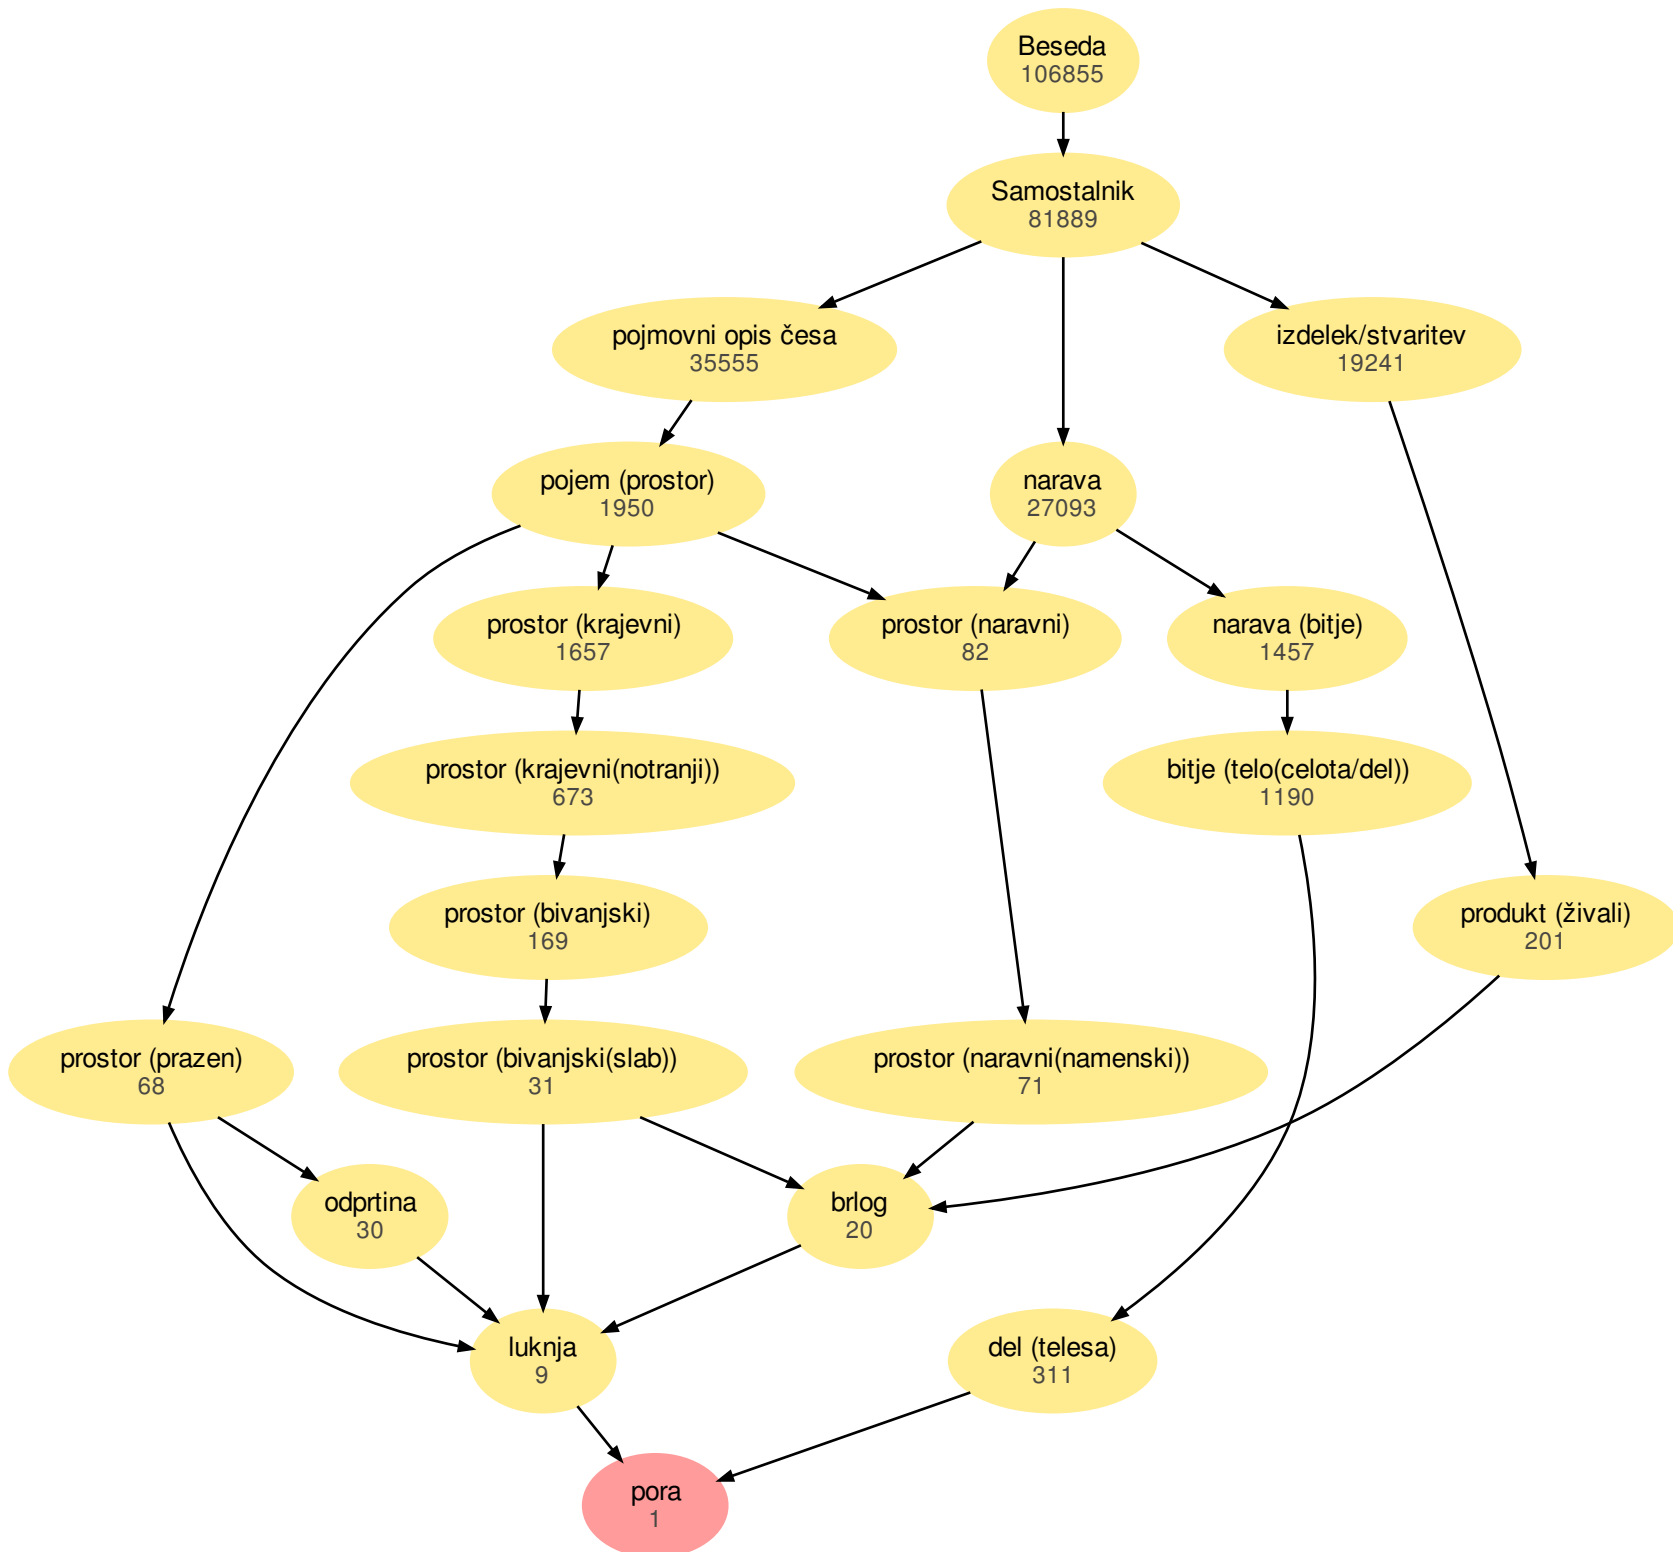 Beseda
106855
Samostalnik
81889
pojmovni opis česa
35555
izdelek/stvaritev
19241
pojem (prostor)
1950
narava
27093
prostor (krajevni)
1657
prostor (naravni)
82
narava (bitje)
1457
prostor (krajevni(notranji))
673
bitje (telo(celota/del))
1190
prostor (bivanjski)
169
produkt (živali)
201
prostor (prazen)
68
prostor (bivanjski(slab))
31
prostor (naravni(namenski))
71
odprtina
30
brlog
20
luknja
9
del (telesa)
311
pora
1